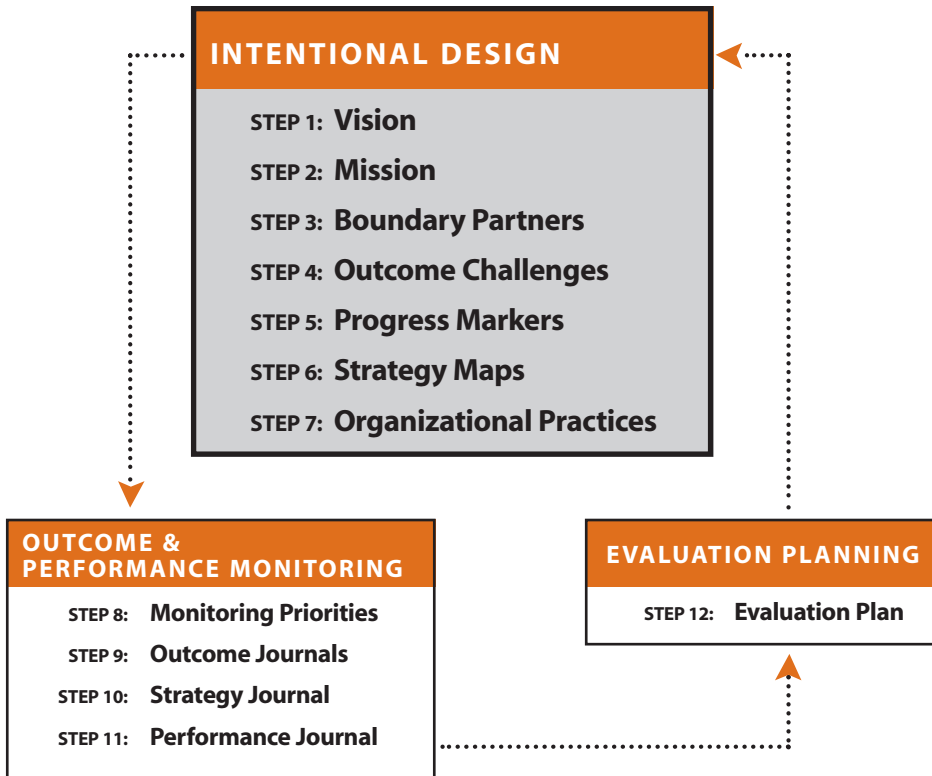 INTENTIONAL DESIGN
STEP 1: Vision
STEP 2: Mission
STEP 3: Boundary Partners
STEP 4: Outcome Challenges
STEP 5: Progress Markers
STEP 6: Strategy Maps
STEP 7: Organizational Practices
OUTCOME &
PERFORMANCE MONITORING
STEP 8: Monitoring Priorities
STEP 9: Outcome Journals
STEP 10: Strategy Journal
STEP 11: Performance Journal
EVALUATION PLANNING
STEP 12: Evaluation Plan